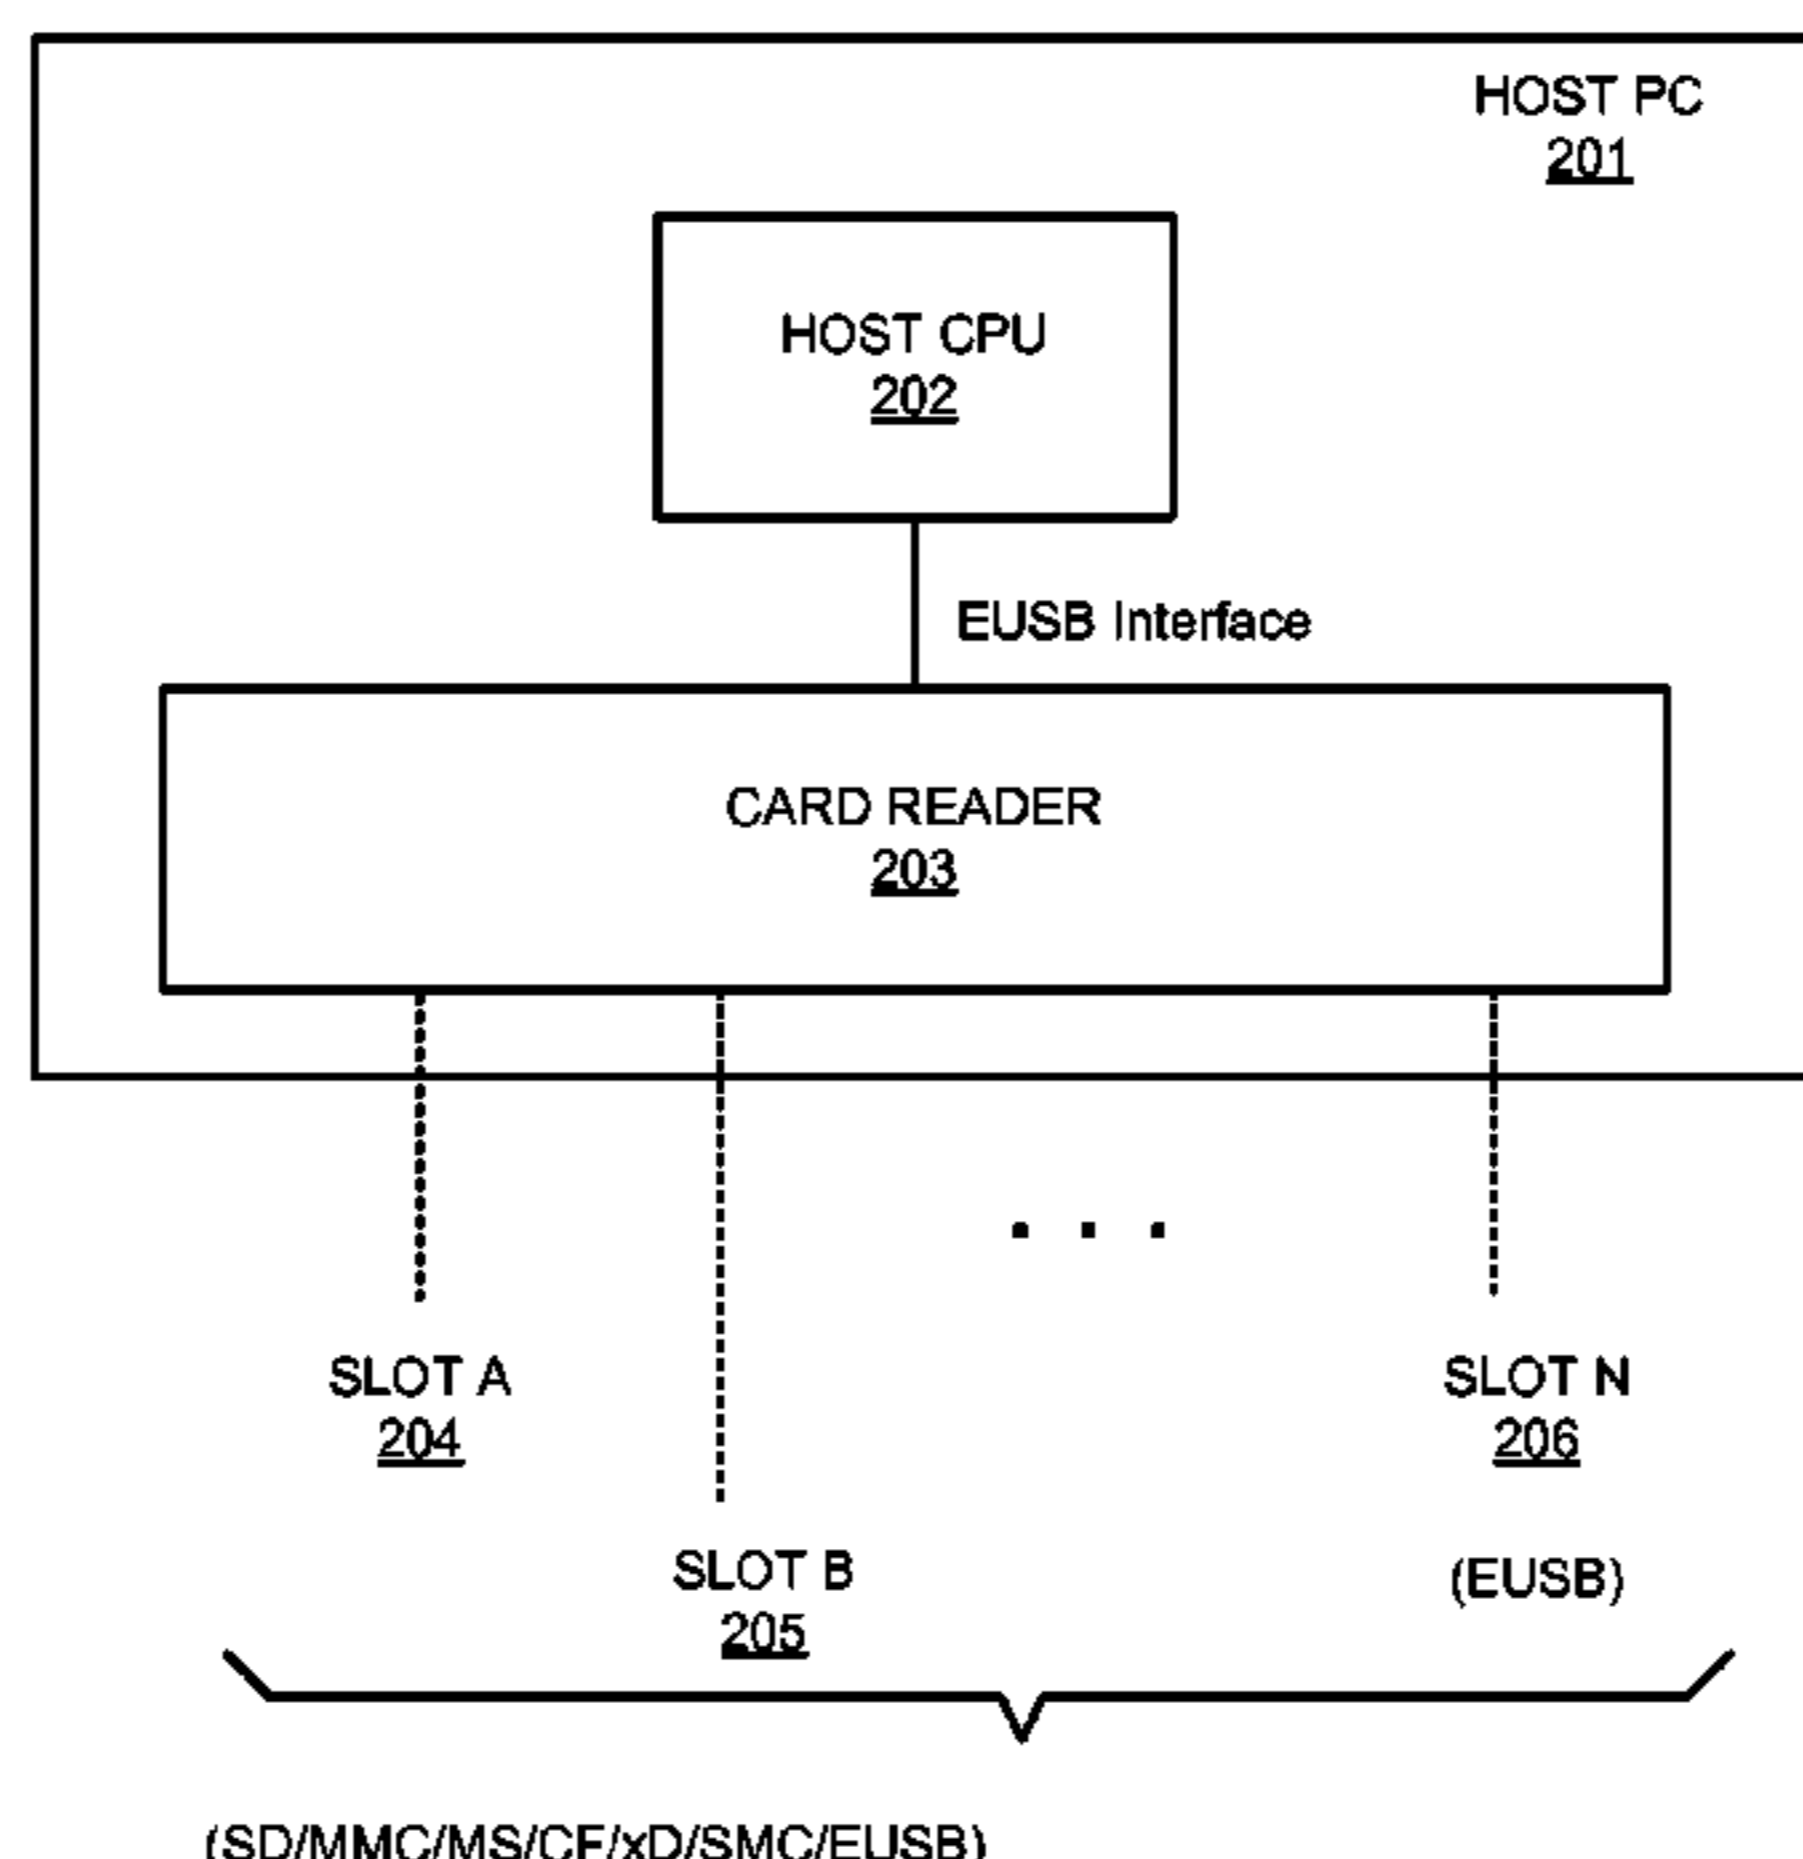 HOST PC
201
HOST CPU
202
EUSB Interface
CARD READER
203
SLOT A
204
SLOT B
205
. . .
SLOT N
206
(EUSB)
(SD/MMC/MS/CF/xD/SMC/EUSB)